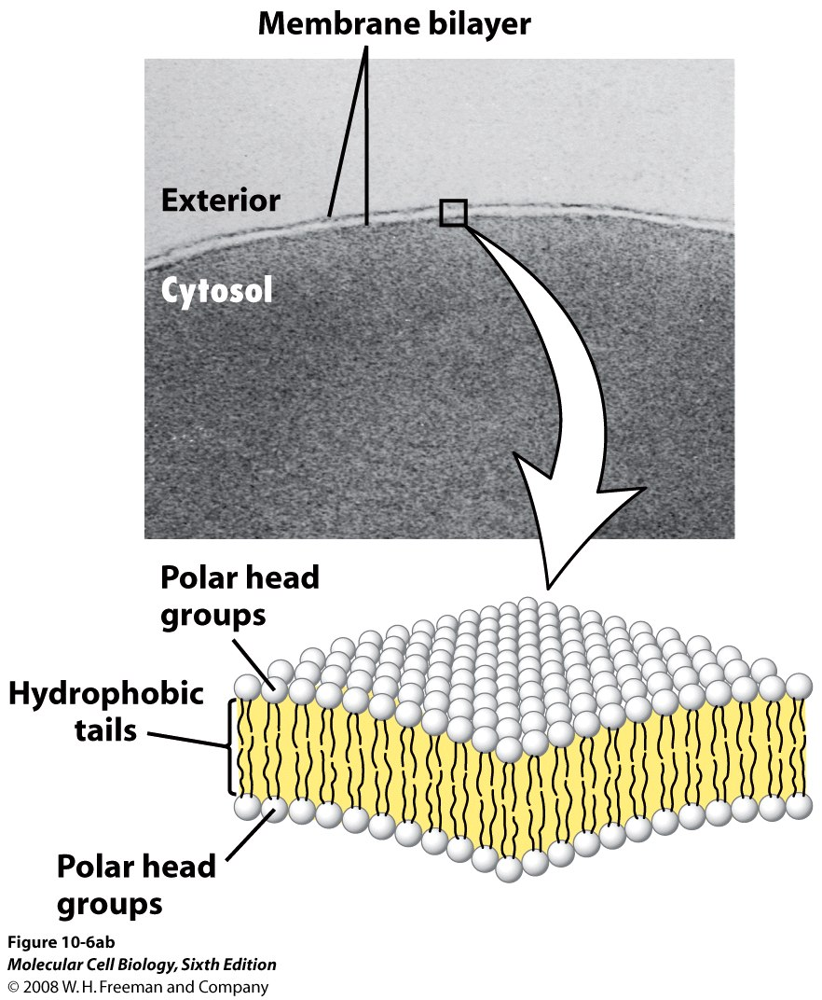 Membrane bilayer
Exterior
Cytosol
Polar head
groups
Hydrophobic
tails
Polar head
groups
Figure 10-6ab
Molecular Cell Biology, Sixth Edition
© 2008 W. H. Freeman and Company